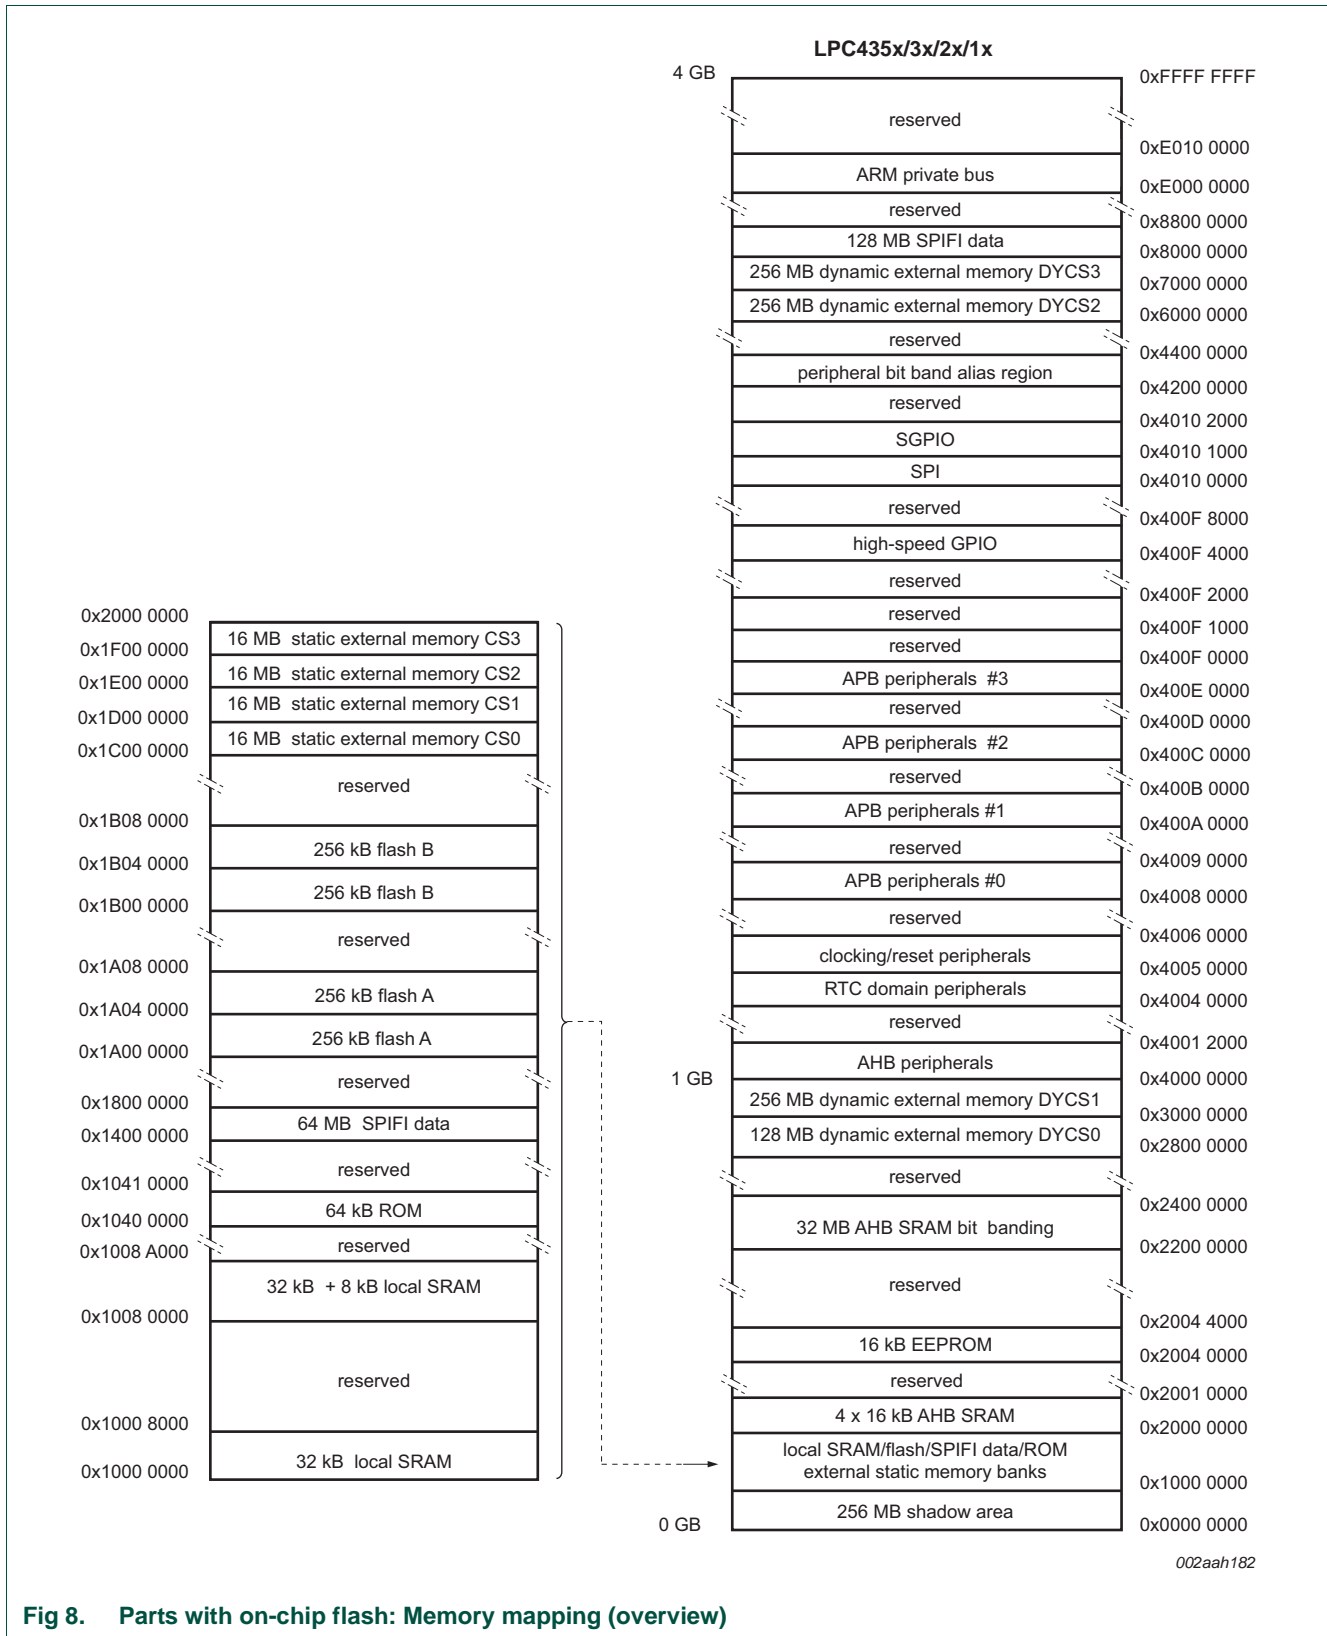 LPC435x/3x/2x/1x
4 GB
0xFFFF FFFF
reserved
0xE010 0000
ARM private bus
0xE000 0000
reserved
0x8800 0000
128 MB SPIFI data
0x8000 0000
256 MB dynamic external memory DYCS3
0x7000 0000
256 MB dynamic external memory DYCS2
0x6000 0000
reserved
0x4400 0000
peripheral bit band alias region
0x4200 0000
reserved
0x4010 2000
SGPIO
0x4010 1000
SPI
0x4010 0000
reserved
0x400F 8000
high-speed GPIO
0x400F 4000
reserved
0x400F 2000
reserved
0x400F 1000
reserved
0x400F 0000
APB peripherals #3
0x400E 0000
reserved
0x400D 0000
APB peripherals #2
0x400C 0000
reserved
0x400B 0000
APB peripherals #1
0x400A 0000
reserved
0x4009 0000
APB peripherals #0
0x4008 0000
reserved
0x4006 0000
clocking/reset peripherals
0x4005 0000
RTC domain peripherals
0x4004 0000
reserved
0x4001 2000
AHB peripherals
1 GB
0x4000 0000
256 MB dynamic external memory DYCS1
0x3000 0000
128 MB dynamic external memory DYCS0
0x2800 0000
reserved
0x2400 0000
32 MB AHB SRAM bit banding
0x2200 0000
reserved
0x2004 4000
16 kB EEPROM
0x2004 0000
reserved
0x2001 0000
4 x 16 kB AHB SRAM
0x2000 0000
local SRAM/flash/SPIFI data/ROM
external static memory banks
0x1000 0000
256 MB shadow area
0 GB
0x0000 0000
0x2000 0000
16 MB static external memory CS3
0x1F00 0000
16 MB static external memory CS2
0x1E00 0000
16 MB static external memory CS1
0x1D00 0000
16 MB static external memory CS0
0x1C00 0000
reserved
0x1B08 0000
256 kB flash B
0x1B04 0000
256 kB flash B
0x1B00 0000
reserved
0x1A08 0000
256 kB flash A
0x1A04 0000
256 kB flash A
0x1A00 0000
reserved
0x1800 0000
64 MB SPIFI data
0x1400 0000
reserved
0x1041 0000
64 kB ROM
0x1040 0000
reserved
0x1008 A000
32 kB + 8 kB local SRAM
0x1008 0000
reserved
0x1000 8000
32 kB local SRAM
0x1000 0000
002aah182
Fig 8. Parts with on-chip flash: Memory mapping (overview)